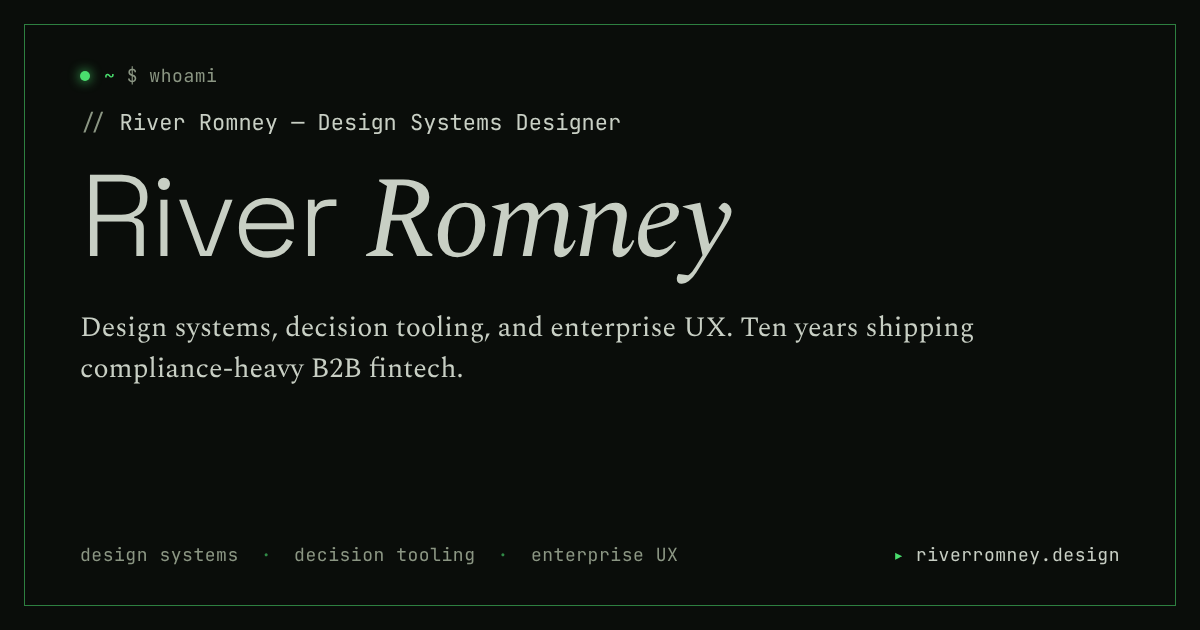 ~ $ whoami
// River Romney — Design Systems Designer
River Romney
Design systems, decision tooling, and enterprise UX. Ten years shipping
compliance-heavy B2B fintech.
design systems · decision tooling · enterprise UX
▸ riverromney.design